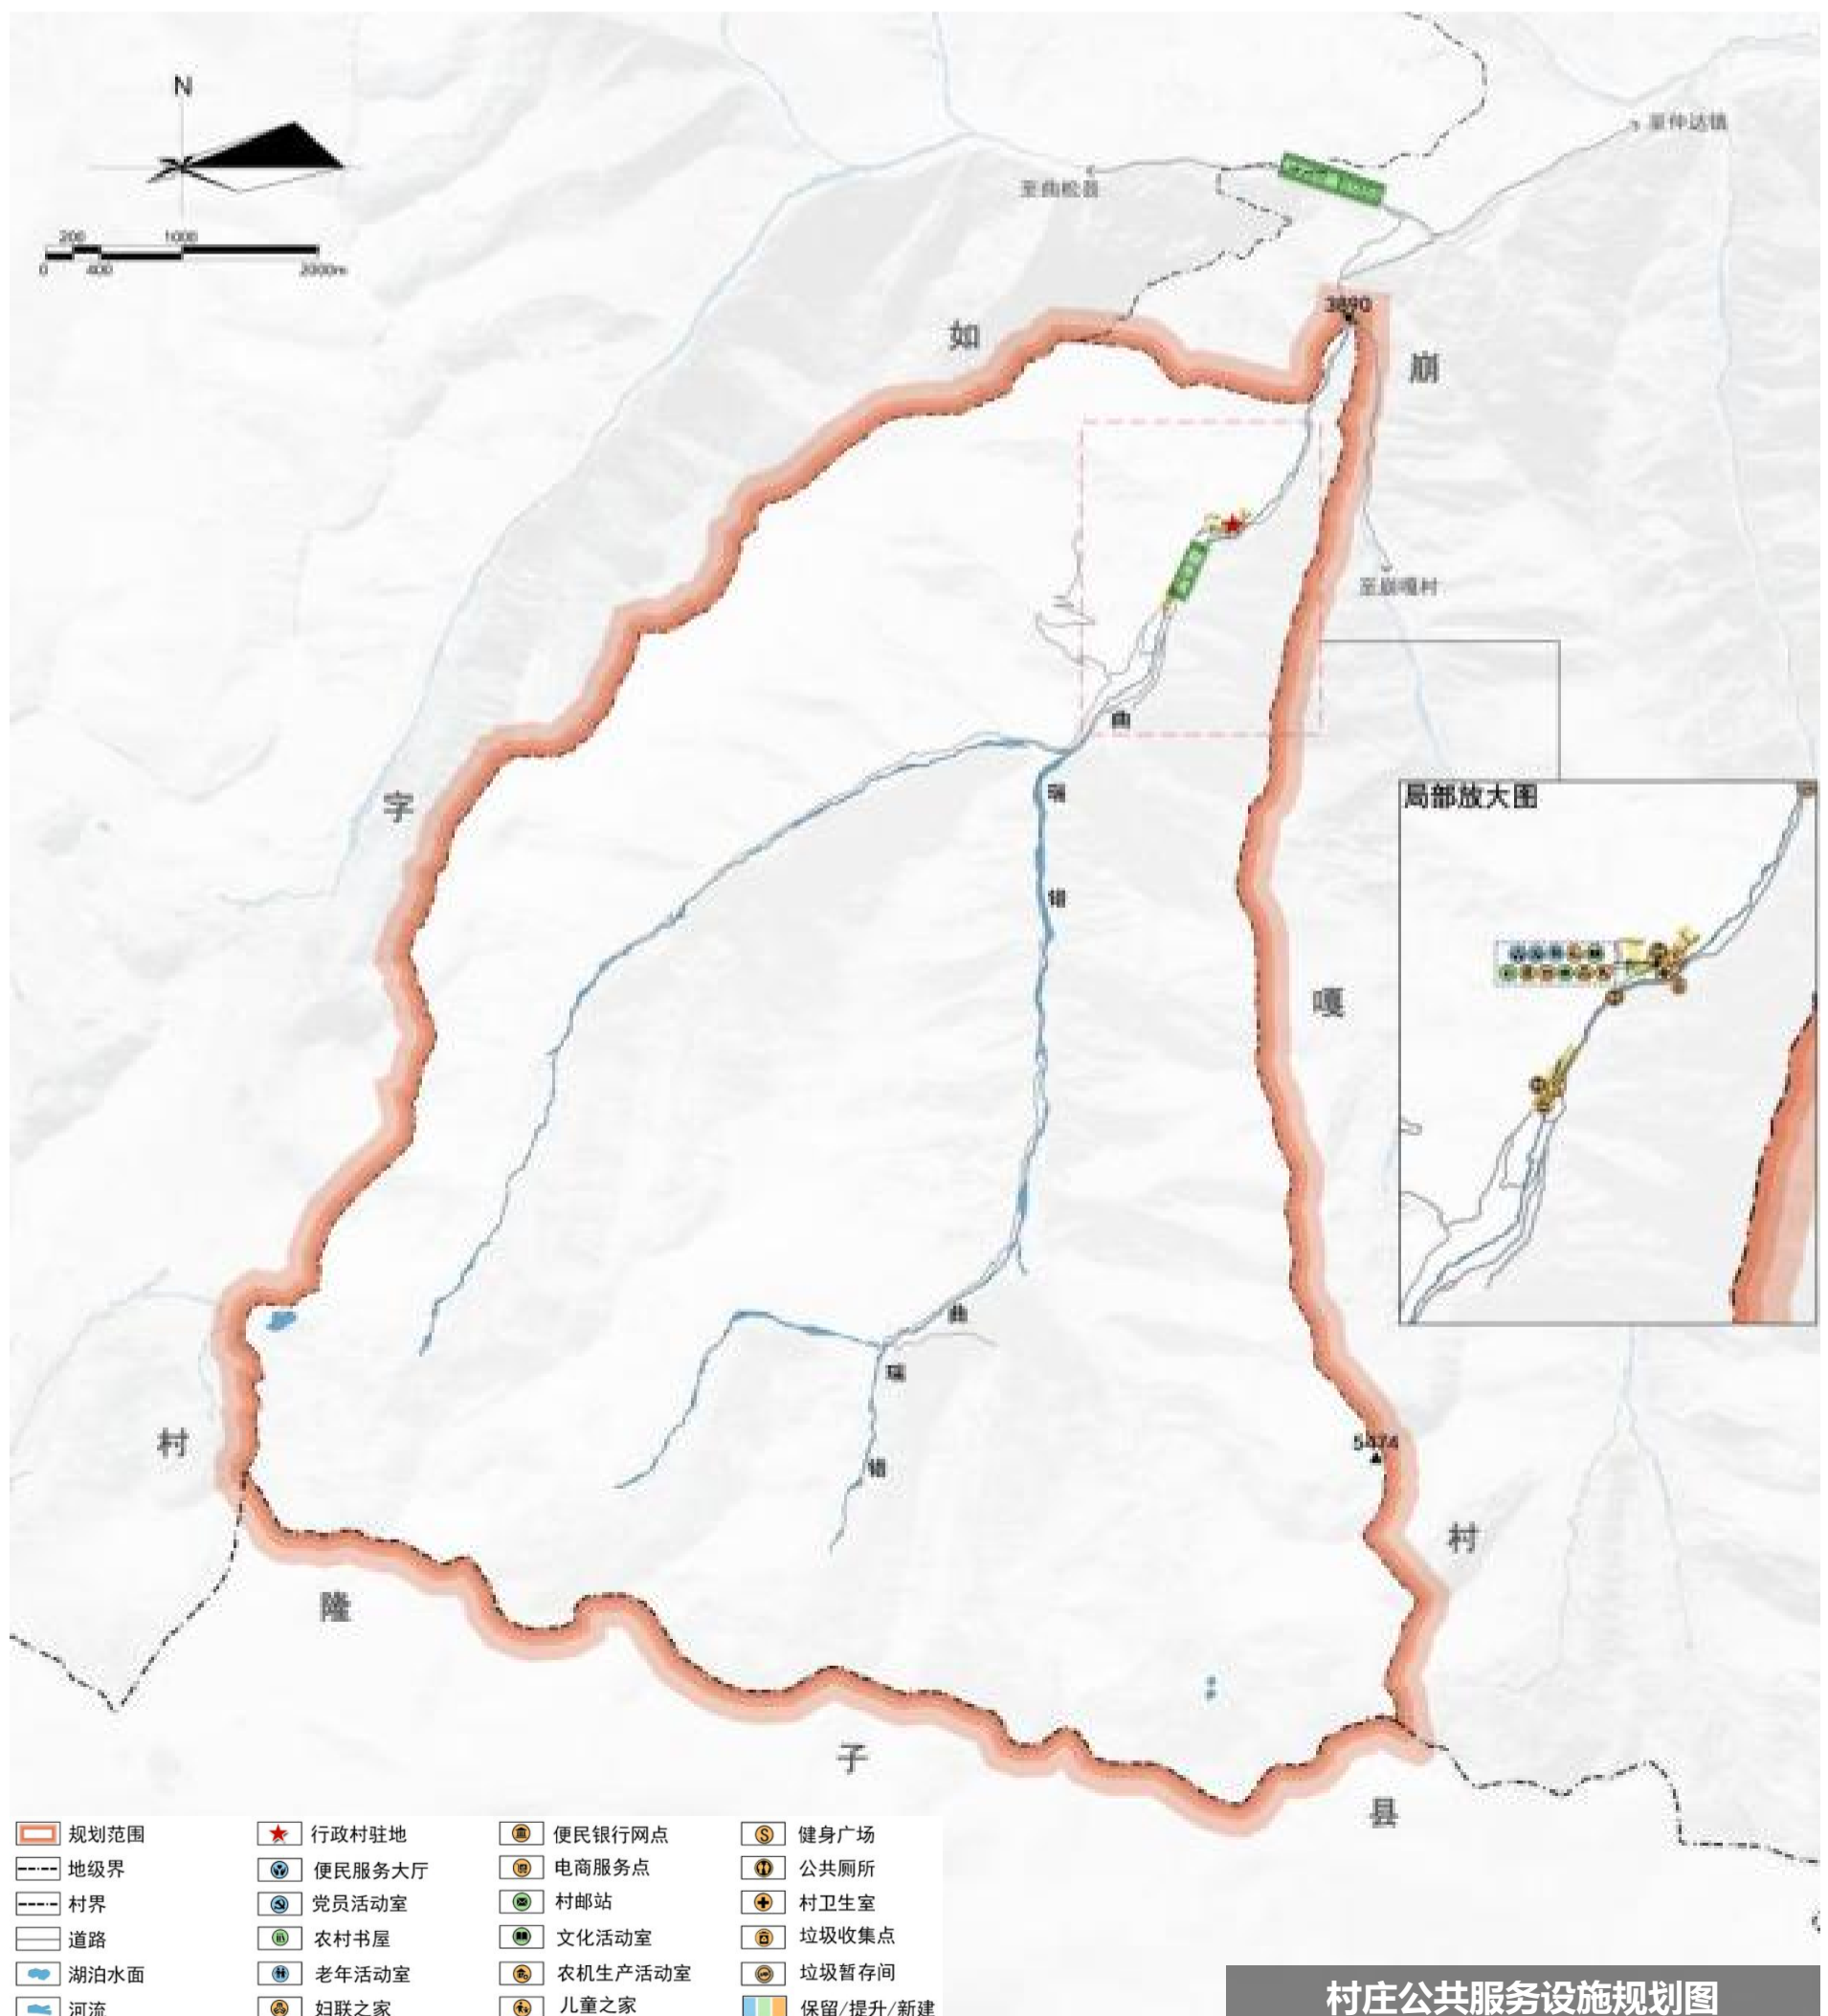 N
200 1000
0 400 2000m
至仲达镇
至曲松县
3890
如
崩
至崩嘎村
曲
瑞
错
字
局部放大图
嘎
曲
瑞
错
5474
村
村
隆
子
县
规划范围
地级界
村界
道路
湖泊水面
河流
行政村驻地
便民服务大厅
党员活动室
农村书屋
老年活动室
妇联之家
便民银行网点
电商服务点
村邮站
文化活动室
农机生产活动室
儿童之家
健身广场
公共厕所
村卫生室
垃圾收集点
垃圾暂存间
保留/提升/新建
村庄公共服务设施规划图